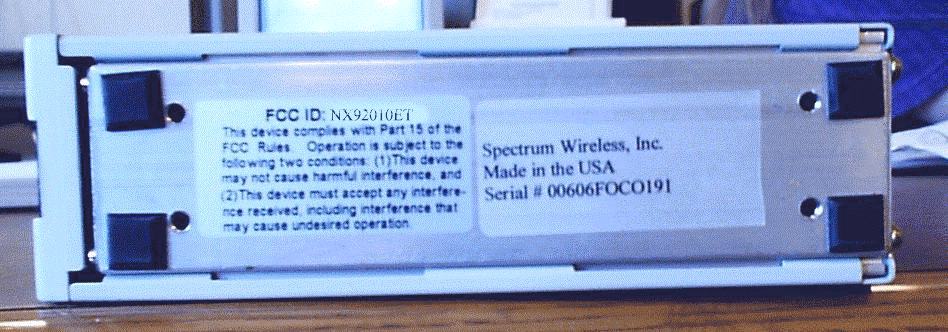 FCC ID: NX92010ET
This device complies with Part 15 of the
FCC Rules. Operation is subject to the
following two conditions: (1)This device
may not cause harmful interference, and
(2)This device must accept any interfere-
nce received, including interference that
may cause undesired operation.
Spectrum Wireless, Inc.
Made in the USA
Serial # 00606FOCO191